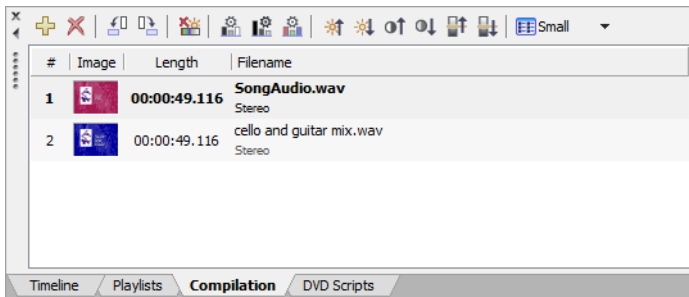 Small
# Image Length Filename
1 00:00:49.116 SongAudio.wav
Stereo
2 00:00:49.116 cello and guitar mix.wav
Stereo
Timeline Playlists Compilation DVD Scripts